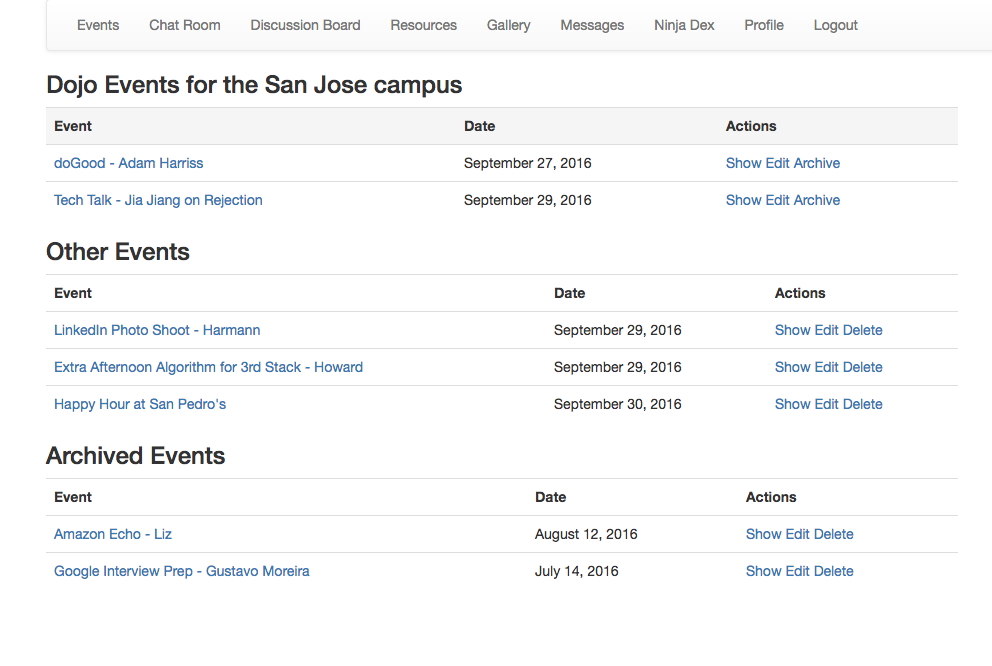 Events Chat Room Discussion Board Resources Gallery Messages Ninja Dex Profile Logout
Dojo Events for the San Jose campus
Event Date Actions
doGood - Adam Harriss September 27, 2016 Show Edit Archive
Tech Talk - Jia Jiang on Rejection September 29, 2016 Show Edit Archive
Other Events
Event Date Actions
LinkedIn Photo Shoot - Harmann September 29, 2016 Show Edit Delete
Extra Afternoon Algorithm for 3rd Stack - Howard September 29, 2016 Show Edit Delete
Happy Hour at San Pedro's September 30, 2016 Show Edit Delete
Archived Events
Event Date Actions
Amazon Echo - Liz August 12, 2016 Show Edit Delete
Google Interview Prep - Gustavo Moreira July 14, 2016 Show Edit Delete